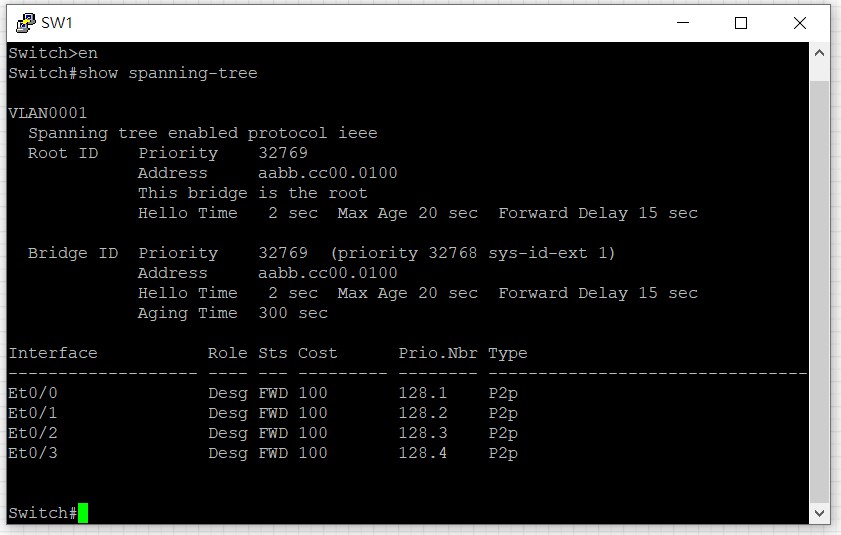 SW1
Switch>en
Switch#show spanning-tree
VLAN0001
  Spanning tree enabled protocol ieee
  Root ID    Priority    32769
             Address     aabb.cc00.0100
             This bridge is the root
             Hello Time   2 sec  Max Age 20 sec  Forward Delay 15 sec
  Bridge ID  Priority    32769  (priority 32768 sys-id-ext 1)
             Address     aabb.cc00.0100
             Hello Time   2 sec  Max Age 20 sec  Forward Delay 15 sec
             Aging Time  300 sec
Interface           Role Sts Cost      Prio.Nbr Type
------------------- ---- --- --------- -------- --------------------------------
Et0/0               Desg FWD 100       128.1    P2p
Et0/1               Desg FWD 100       128.2    P2p
Et0/2               Desg FWD 100       128.3    P2p
Et0/3               Desg FWD 100       128.4    P2p
Switch#